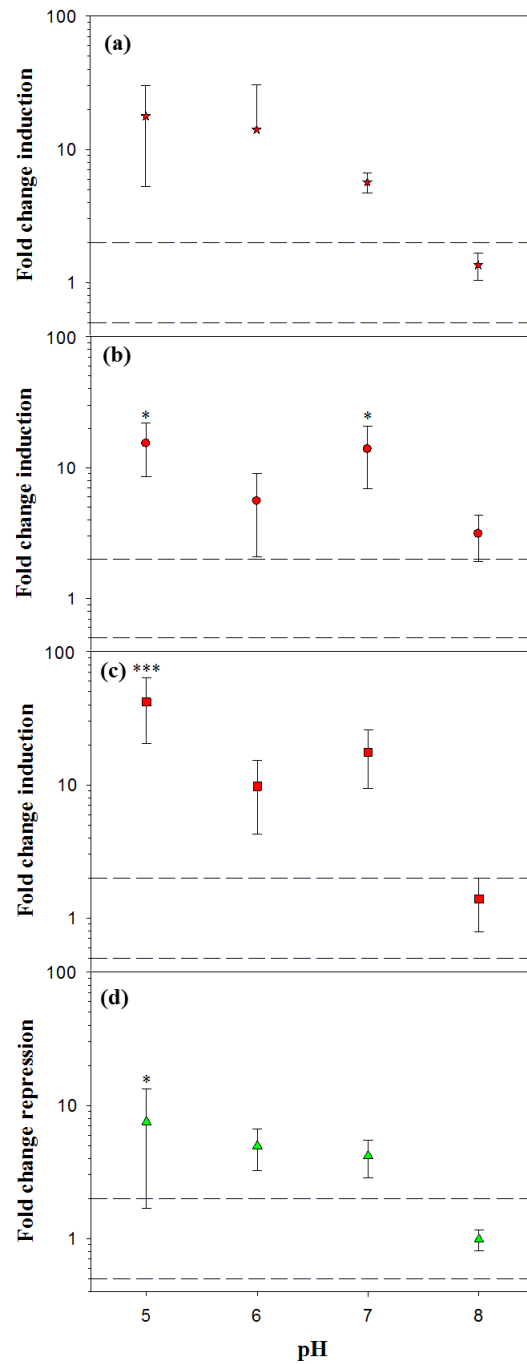 100
(a)
10
1
Fold change induction
100
(b)
* *
10
1
Fold change induction
100
(c)
***
10
1
Fold change induction
100
(d)
*
10
1
Fold change repression
5 6 7 8
pH